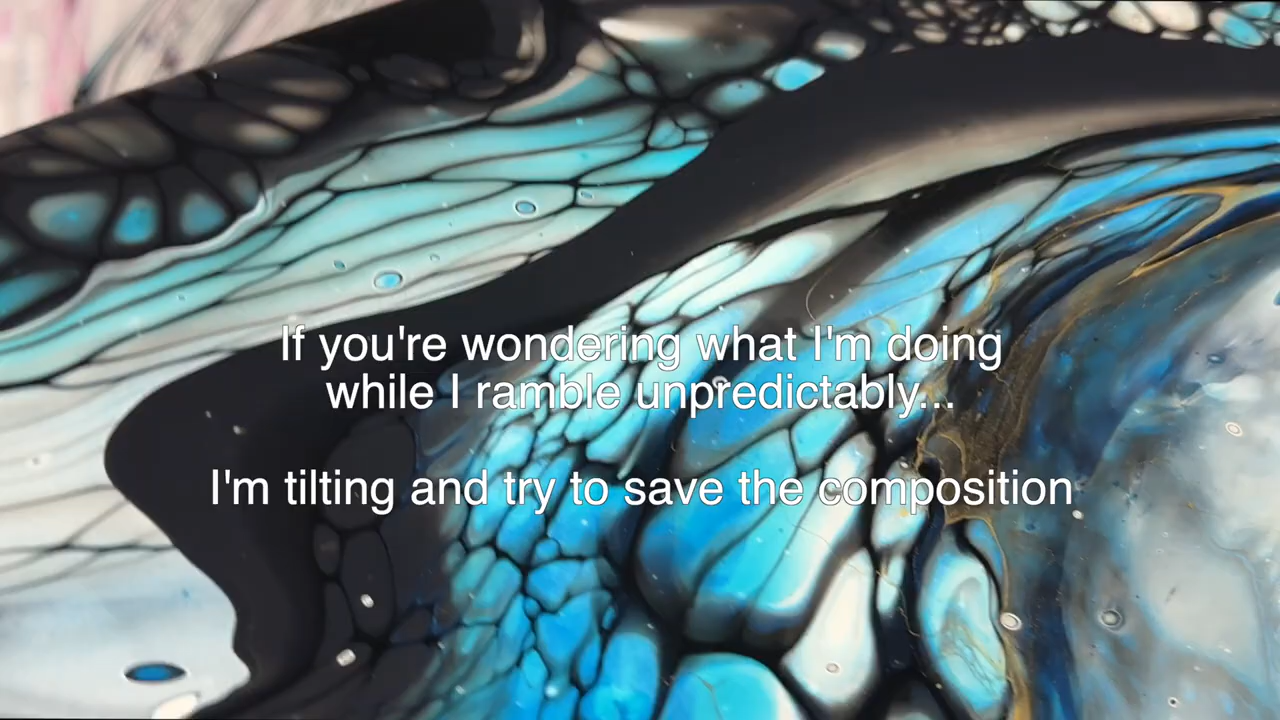 If you're wondering what I'm doing
while I ramble unpredictably...
I'm tilting and try to save the composition